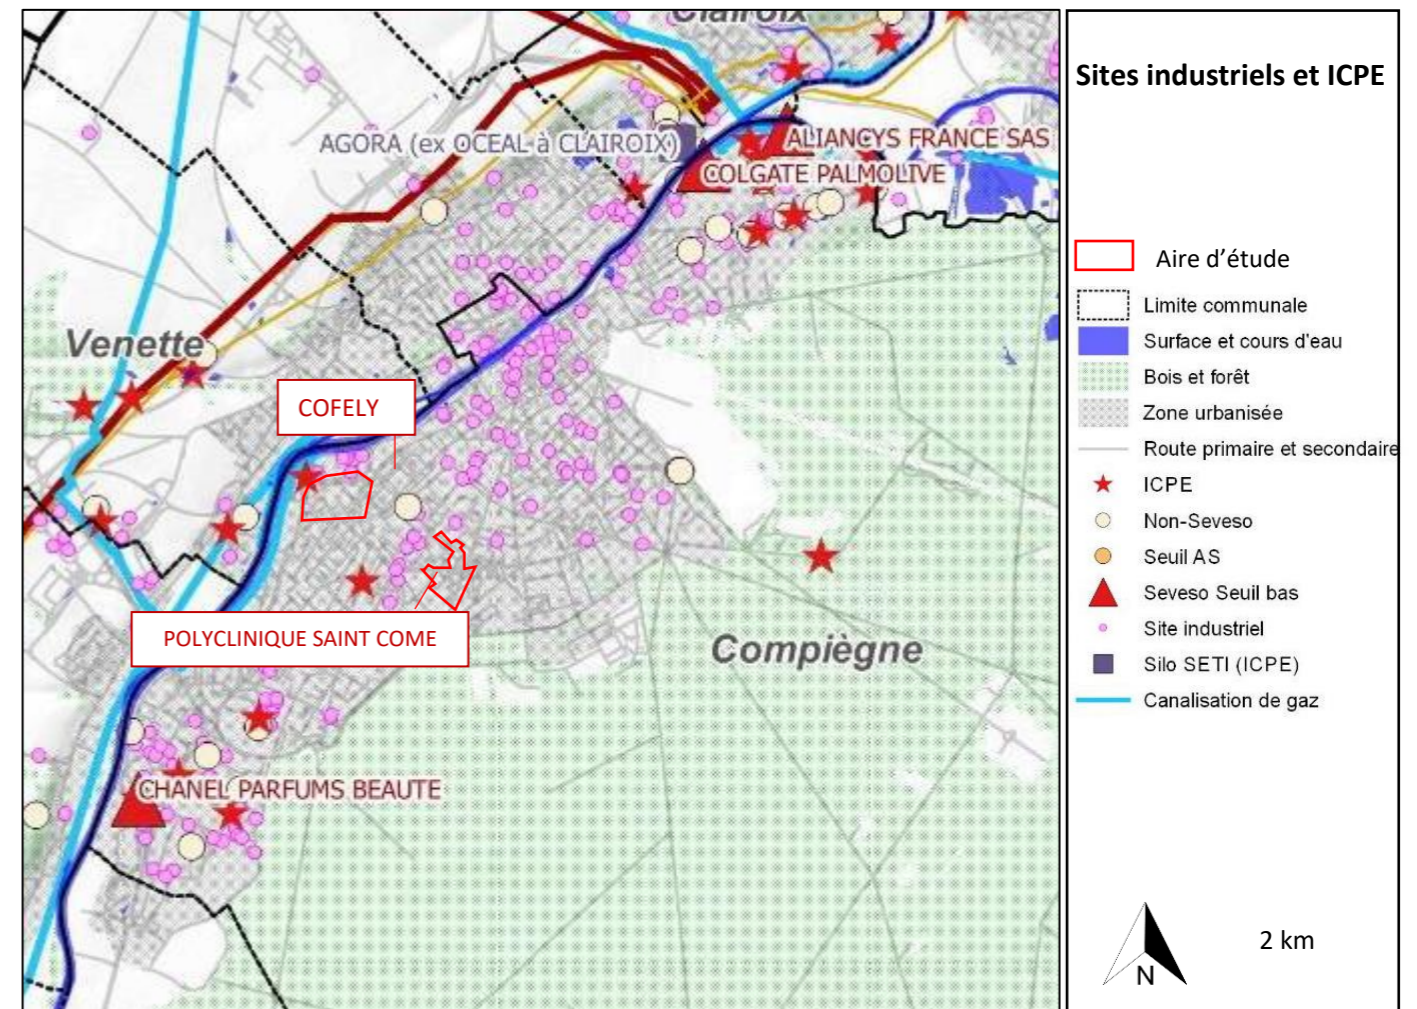 Clairoix
AGORA (ex OCEAL à CLAIROIX)
ALIANCYS FRANCE SAS
COLGATE PALMOLIVE
Venette
COFELY
POLYCLINIQUE SAINT COME
Compiègne
CHANEL PARFUMS BEAUTE
Sites industriels et ICPE
Aire d’étude
Limite communale
Surface et cours d'eau
Bois et forêt
Zone urbanisée
Route primaire et secondaire
ICPE
Non-Seveso
Seuil AS
Seveso Seuil bas
Site industriel
Silo SETI (ICPE)
Canalisation de gaz
N
2 km